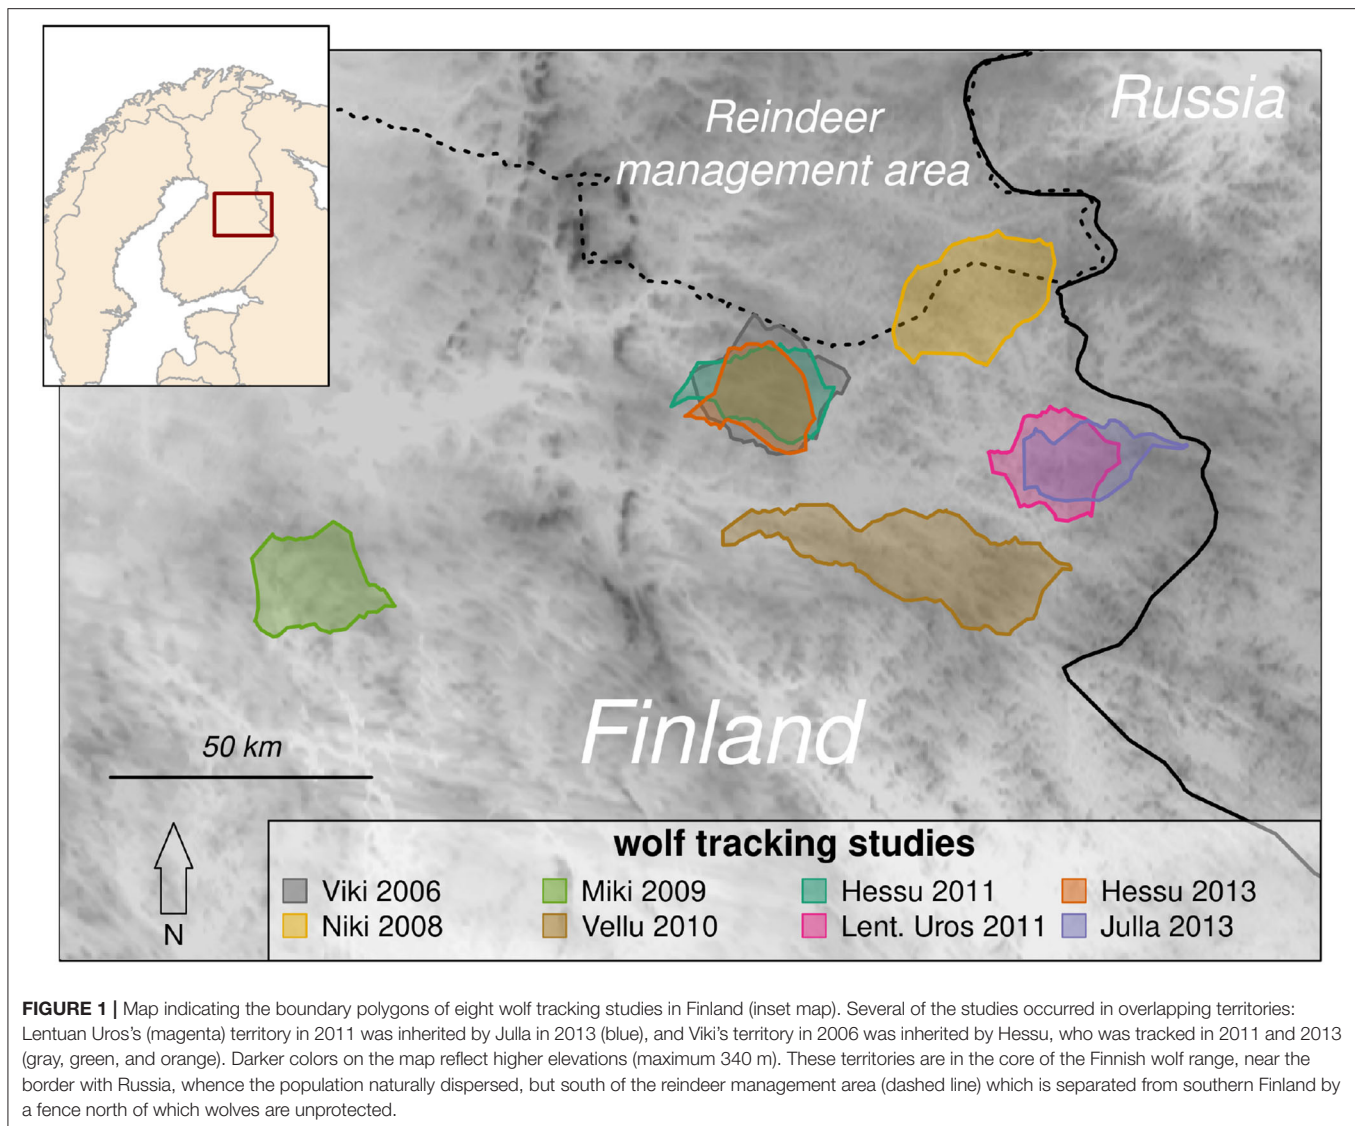 Reindeer
management area
Russia
Finland
50 km
N
wolf tracking studies
Viki 2006
Miki 2009
Hessu 2011
Hessu 2013
Niki 2008
Vellu 2010
Lent. Uros 2011
Julla 2013
FIGURE 1 | Map indicating the boundary polygons of eight wolf tracking studies in Finland (inset map). Several of the studies occurred in overlapping territories:
Lentuan Uros's (magenta) territory in 2011 was inherited by Julla in 2013 (blue), and Viki's territory in 2006 was inherited by Hessu, who was tracked in 2011 and 2013
(gray, green, and orange). Darker colors on the map reflect higher elevations (maximum 340 m). These territories are in the core of the Finnish wolf range, near the
border with Russia, whence the population naturally dispersed, but south of the reindeer management area (dashed line) which is separated from southern Finland by
a fence north of which wolves are unprotected.